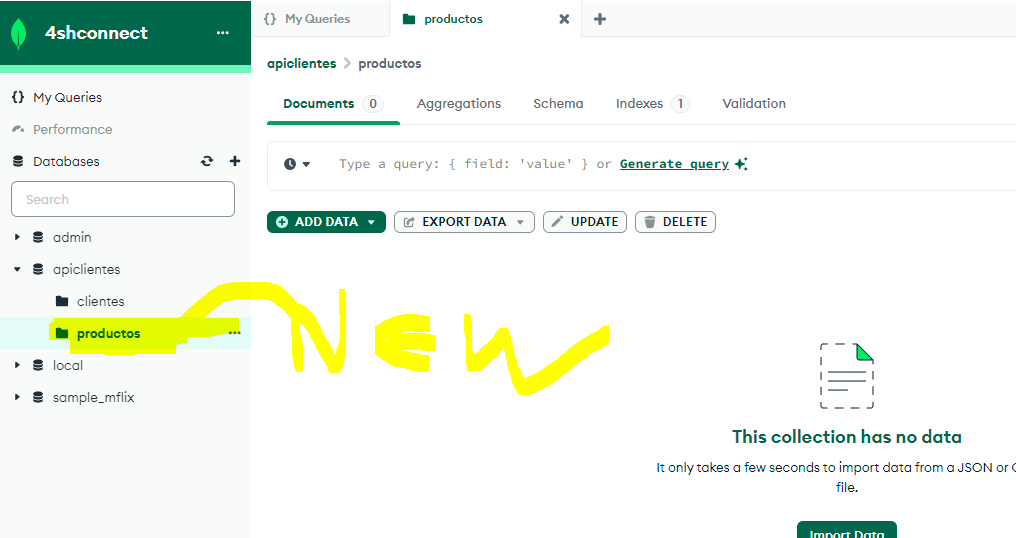 4shconnect
{} My Queries
productos
apiclientes > productos
{} My Queries
Performance
Databases
Search
admin
apiclientes
clientes
productos
local
sample_mflix
Documents 0 Aggregations Schema Indexes 1 Validation
Type a query: { field: 'value' } or Generate query
ADD DATA EXPORT DATA UPDATE DELETE
NEW
This collection has no data
It only takes a few seconds to import data from a JSON or
file.
Import Data